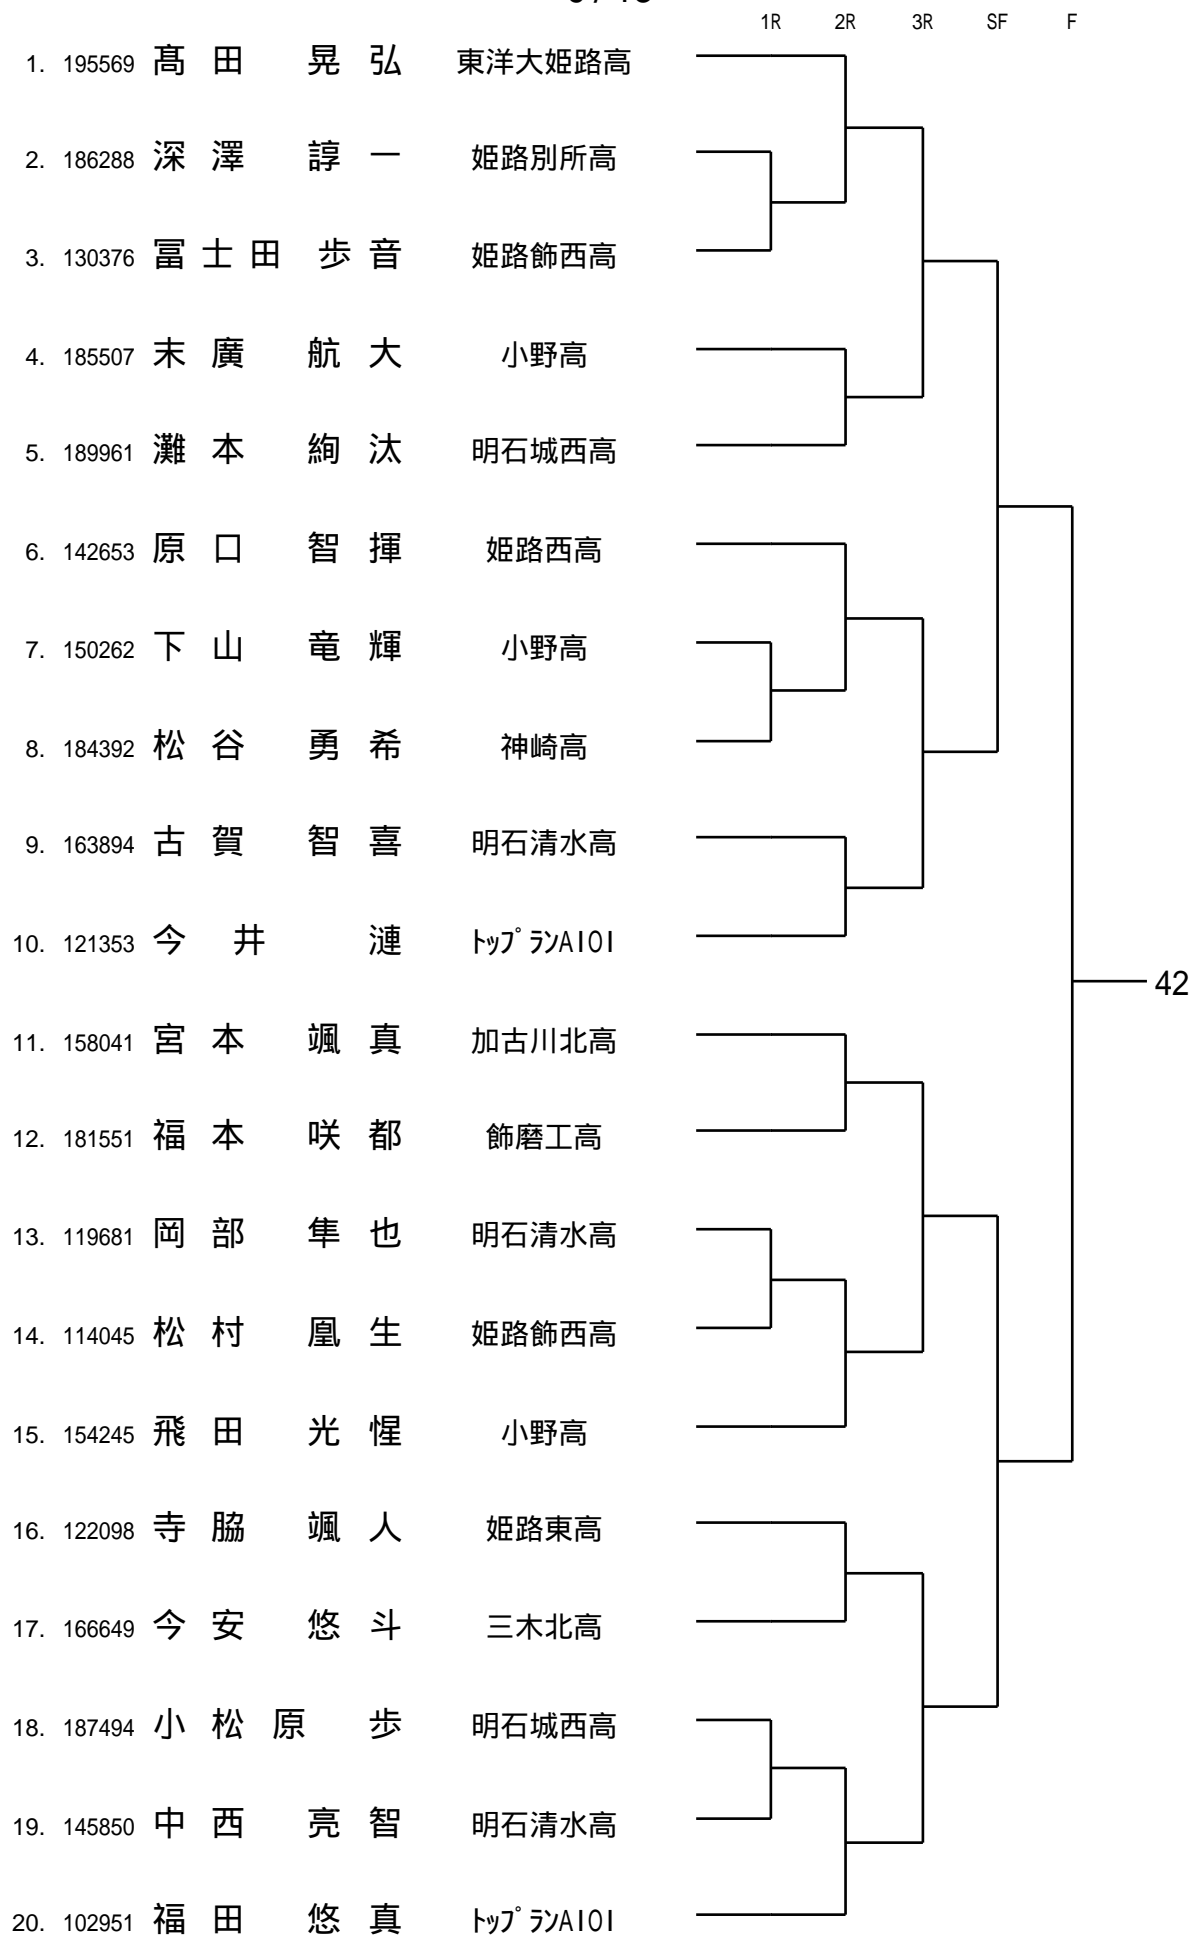 1R 2R 3R SF F
1. 195569 髙田 晃弘 東洋大姫路高
2. 186288 深澤 諄一 姫路別所高
3. 130376 冨士田 歩音 姫路飾西高
4. 185507 末廣 航大 小野高
5. 189961 灘本 絢汰 明石城西高
6. 142653 原口 智揮 姫路西高
7. 150262 下山 竜輝 小野高
8. 184392 松谷 勇希 神崎高
9. 163894 古賀 智喜 明石清水高
10. 121353 今井 漣 ﾄｯﾌﾟﾗﾝAIOI
42
11. 158041 宮本 颯真 加古川北高
12. 181551 福本 咲都 飾磨工高
13. 119681 岡部 隼也 明石清水高
14. 114045 松村 凰生 姫路飾西高
15. 154245 飛田 光惺 小野高
16. 122098 寺脇 颯人 姫路東高
17. 166649 今安 悠斗 三木北高
18. 187494 小松原 歩 明石城西高
19. 145850 中西 亮智 明石清水高
20. 102951 福田 悠真 ﾄｯﾌﾟﾗﾝAIOI